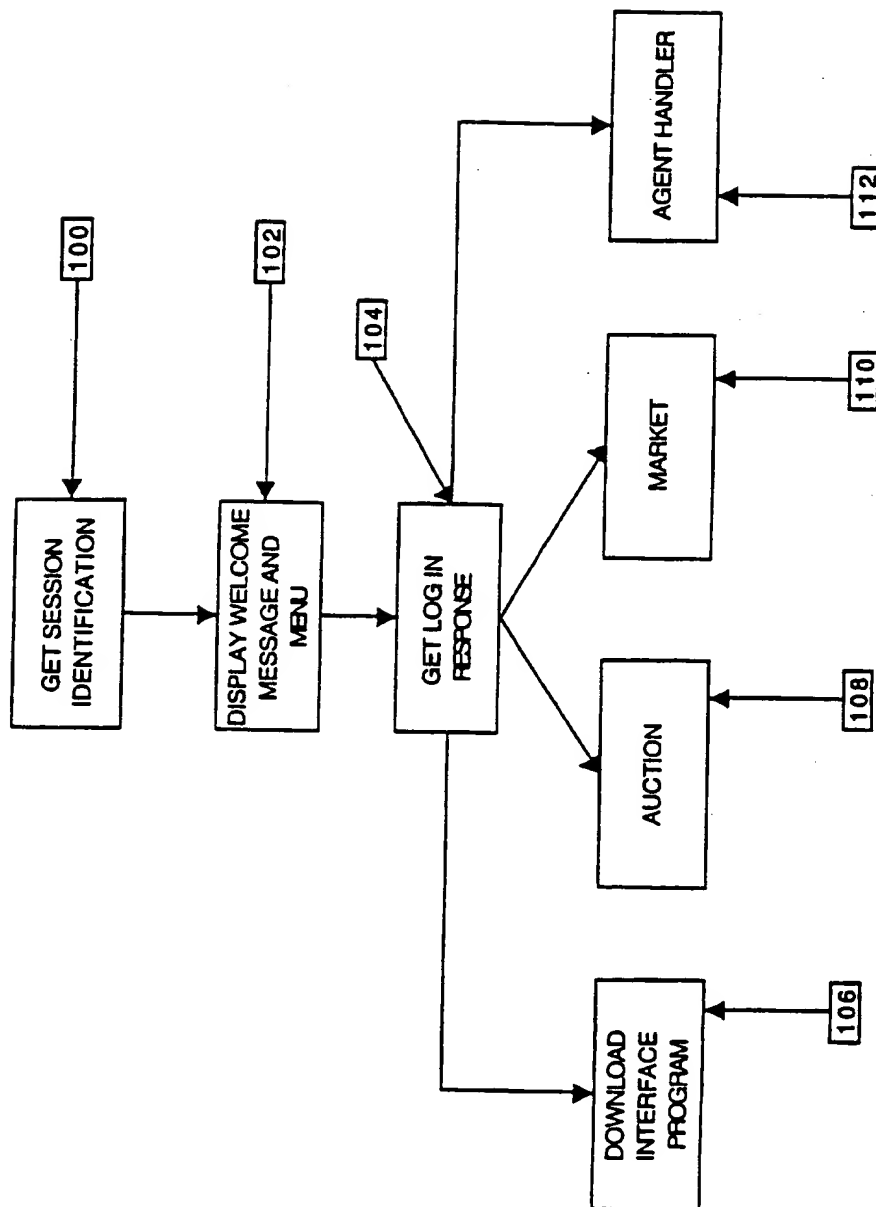 GET SESSION
IDENTIFICATION
100
DISPLAY WELCOME
MESSAGE AND
MENU
102
GET LOG IN
RESPONSE
104
DOWNLOAD
INTERFACE
PROGRAM
106
AUCTION
108
MARKET
110
AGENT HANDLER
112